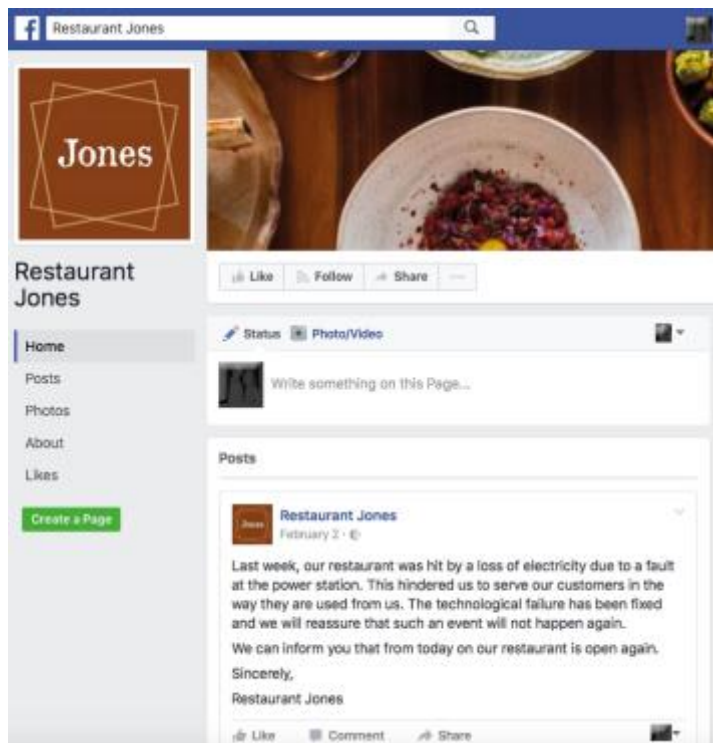 Restaurant Jones
Jones
Restaurant
Jones
Like Follow Share
Home
Posts
Photos
About
Likes
Create a Page
Status Photo/Video
Write something on this Page...
Posts
Jones
Restaurant Jones
February 2 ·
Last week, our restaurant was hit by a loss of electricity due to a fault
at the power station. This hindered us to serve our customers in the
way they are used from us. The technological failure has been fixed
and we will reassure that such an event will not happen again.
We can inform you that from today on our restaurant is open again.
Sincerely,
Restaurant Jones
Like Comment Share